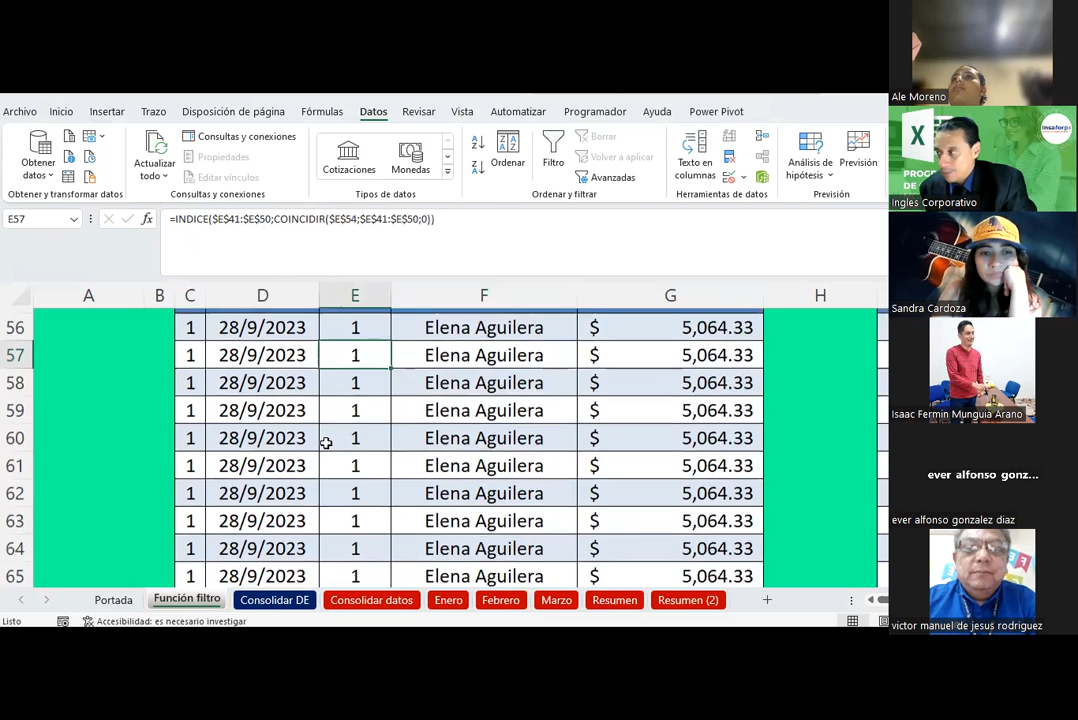 Archivo Inicio Insertar Trazo Disposición de página Fórmulas Datos Revisar Vista Automatizar Programador Ayuda Power Pivot
Obtener datos
Actualizar todo
Consultas y conexiones
Propiedades
Editar vínculos
Cotizaciones
Monedas
Ordenar
Filtro
Borrar
Volver a aplicar
Avanzadas
Texto en columnas
Análisis de hipótesis
Previsión
Obtener y transformar datos Consultas y conexiones Tipos de datos Ordenar y filtrar Herramientas de datos Previsión
E57 fx =INDICE($E$41:$E$50;COINCIDIR($E$54;$E$41:$E$50;0))
A B C D E F G H
56 1 28/9/2023 1 Elena Aguilera $ 5,064.33
57 1 28/9/2023 1 Elena Aguilera $ 5,064.33
58 1 28/9/2023 1 Elena Aguilera $ 5,064.33
59 1 28/9/2023 1 Elena Aguilera $ 5,064.33
60 1 28/9/2023 1 Elena Aguilera $ 5,064.33
61 1 28/9/2023 1 Elena Aguilera $ 5,064.33
62 1 28/9/2023 1 Elena Aguilera $ 5,064.33
63 1 28/9/2023 1 Elena Aguilera $ 5,064.33
64 1 28/9/2023 1 Elena Aguilera $ 5,064.33
65 1 28/9/2023 1 Elena Aguilera $ 5,064.33
Portada Función filtro Consolidar DE Consolidar datos Enero Febrero Marzo Resumen Resumen (2)
Listo Accesibilidad: es necesario investigar
Ale Moreno
X
insaforp
PROG
DE
Ingles Corporativo
Sandra Cardoza
Isaac Fermin Munguia Arano
ever alfonso gonz...
ever alfonso gonzalez diaz
victor manuel de jesus rodriguez